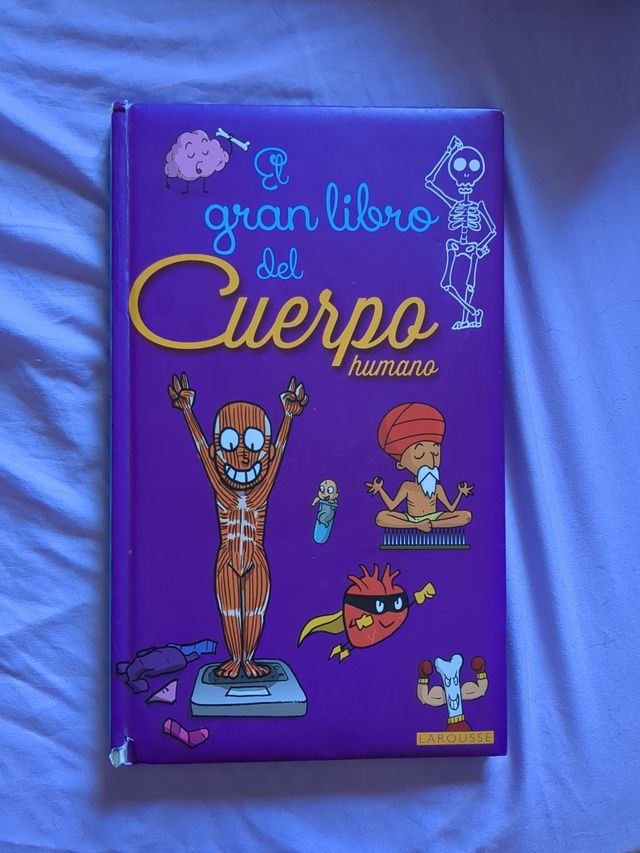 El
gran libro
del
Cuerpo
humano
LAROUSSE